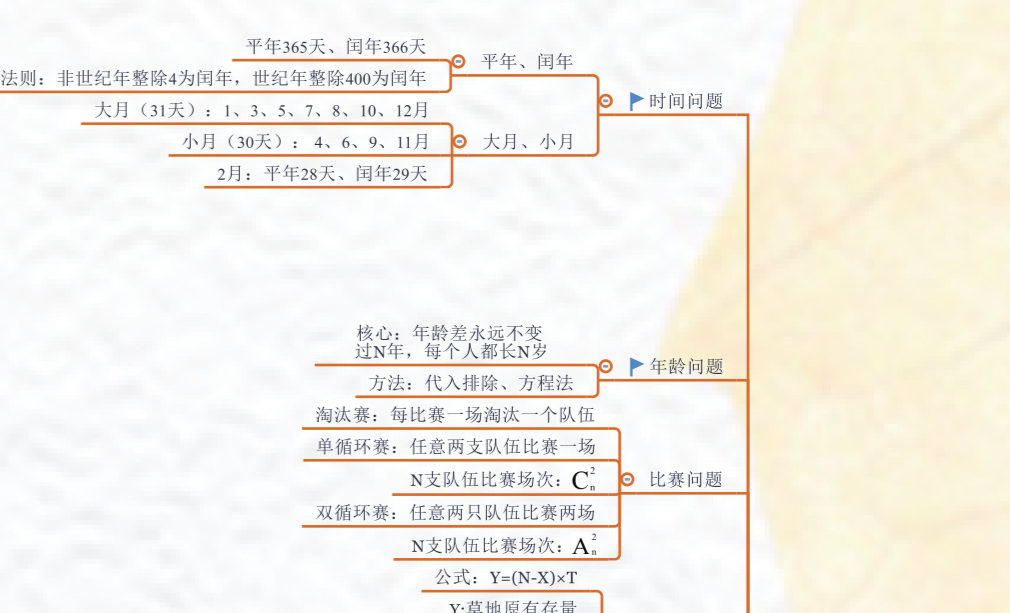 平年365天、闰年366天
平年、闰年
法则：非世纪年整除4为闰年，世纪年整除400为闰年
时间问题
大月（31天）：1、3、5、7、8、10、12月
小月（30天）： 4、6、9、11月
大月、小月
2月：平年28天、闰年29天
核心：年龄差永远不变
过N年，每个人都长N岁
年龄问题
方法：代入排除、方程法
淘汰赛：每比赛一场淘汰一个队伍
单循环赛：任意两支队伍比赛一场
N支队伍比赛场次：C²ₙ
比赛问题
双循环赛：任意两只队伍比赛两场
N支队伍比赛场次：A²ₙ
公式：Y=(N-X)×T
Y:草地原有存量